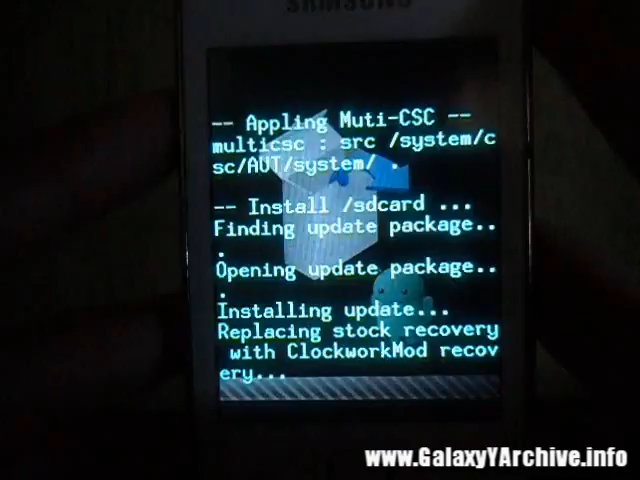 SAMSUNG
-- Appling Muti-CSC --
multicsc : src /system/c
sc/AUT/system/ .
-- Install /sdcard ...
Finding update package..
.
Opening update package..
.
Installing update...
Replacing stock recovery
with ClockworkMod recov
ery...
www.GalaxyYArchive.info